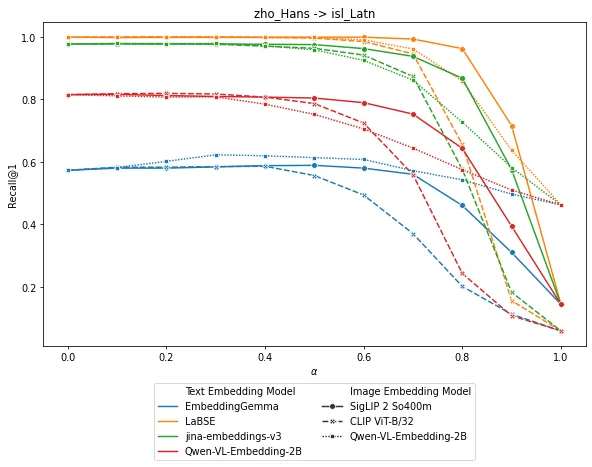 zho_Hans -> isl_Latn
Recall@1
1.0
0.8
0.6
0.4
0.2
0.0 0.2 0.4 0.6 0.8 1.0
α
Text Embedding Model
EmbeddingGemma
LaBSE
jina-embeddings-v3
Qwen-VL-Embedding-2B
Image Embedding Model
SigLIP 2 So400m
CLIP ViT-B/32
Qwen-VL-Embedding-2B